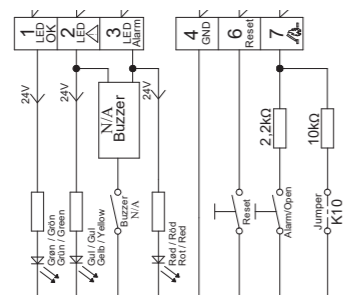 1 LED OK
2 LED
3 LED Alarm
4 GND
6 Reset
7
24V
24V
24V
N/A
Buzzer
2,2kΩ
10kΩ
Buzzer
N/A
Reset
Alarm/Open
Jumper
K10
Grøn / Grön
Grün / Green
Gul / Gul
Gelb / Yellow
Rød / Röd
Rot / Red